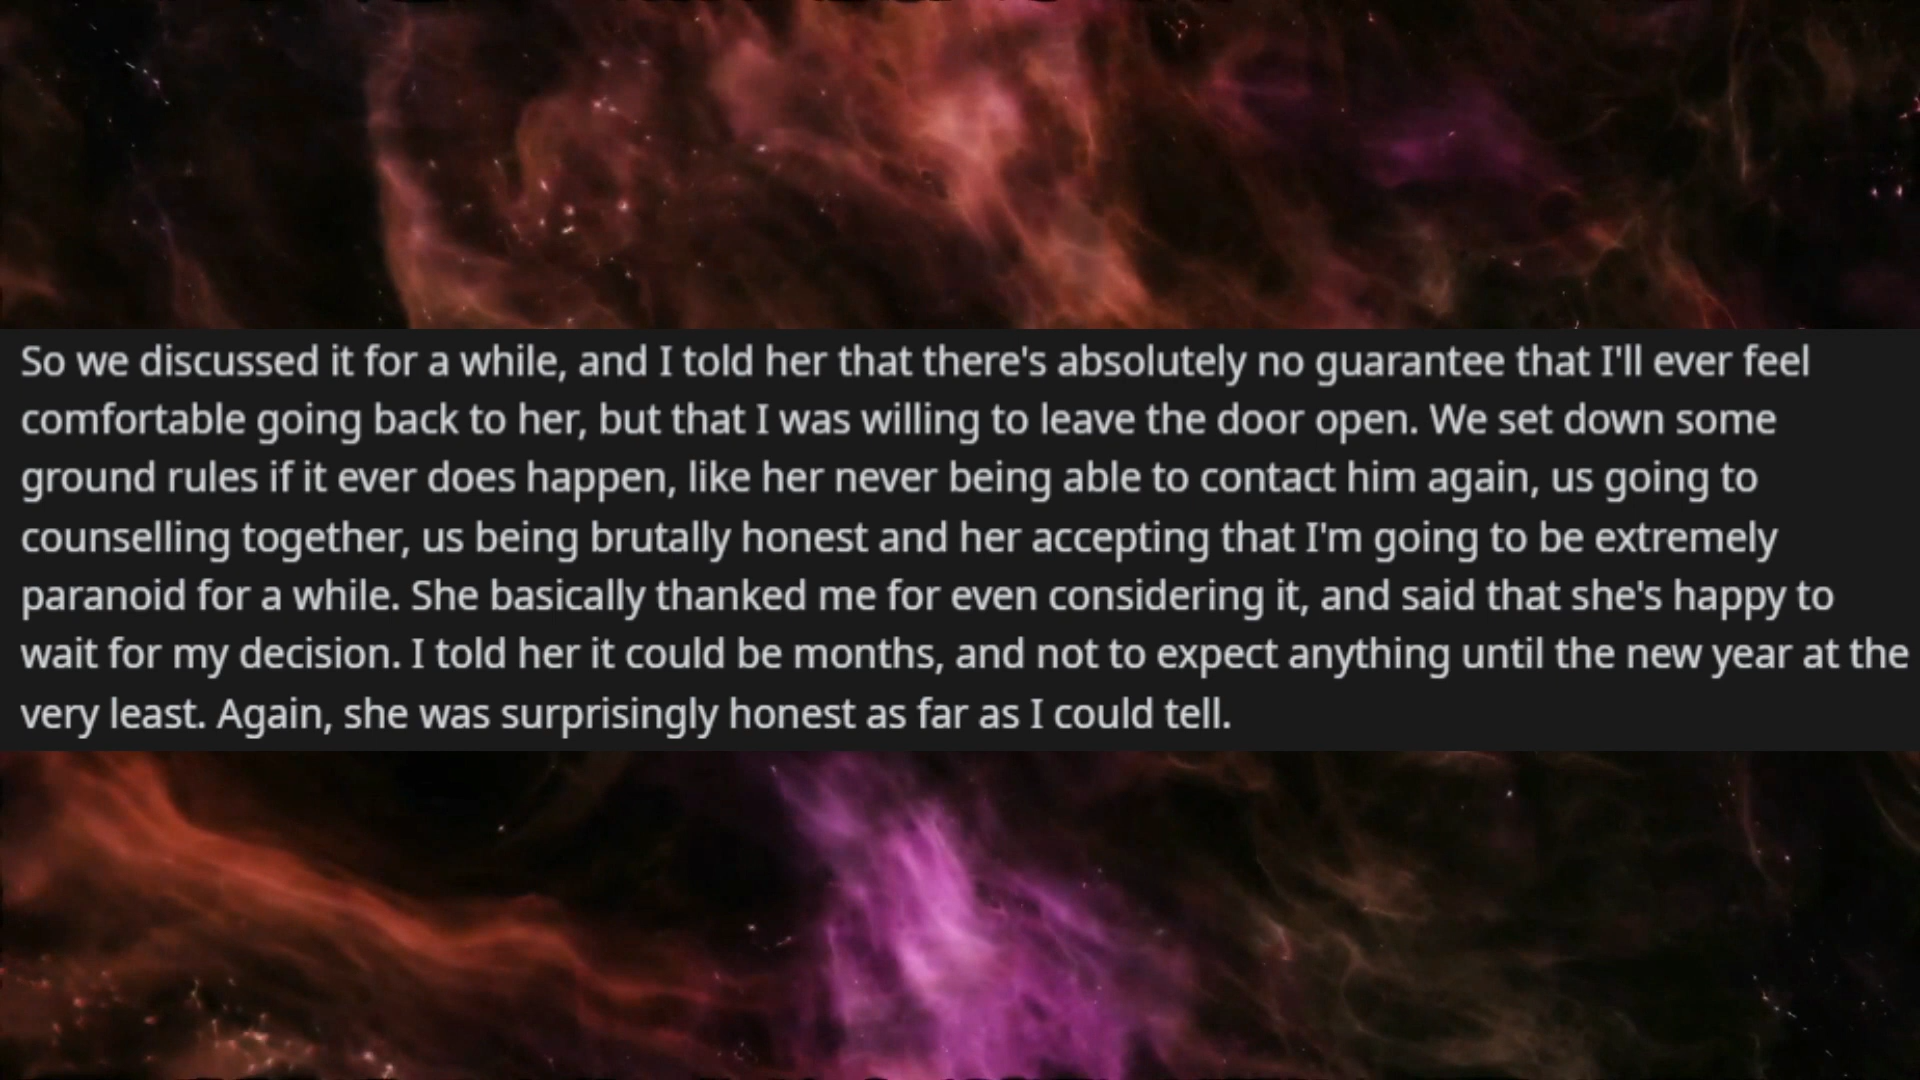 So we discussed it for a while, and I told her that there's absolutely no guarantee that I'll ever feel
comfortable going back to her, but that I was willing to leave the door open. We set down some
ground rules if it ever does happen, like her never being able to contact him again, us going to
counselling together, us being brutally honest and her accepting that I'm going to be extremely
paranoid for a while. She basically thanked me for even considering it, and said that she's happy to
wait for my decision. I told her it could be months, and not to expect anything until the new year at the
very least. Again, she was surprisingly honest as far as I could tell.